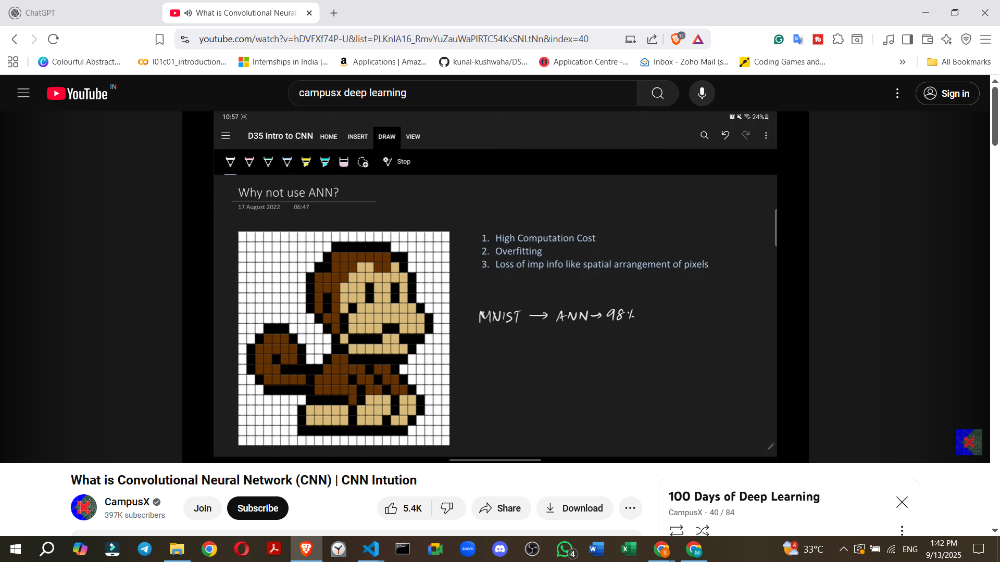 ChatGPT
What is Convolutional Neural
youtube.com/watch?v=hDVFXf74P-U&list=PLKnIA16_RmvYuZauWaPlRTC54KxSNLtNn&index=40
12
Colourful Abstract...
l01c01_introduction...
Internships in India |...
Applications | Amaz...
kunal-kushwaha/DS...
Application Centre -...
Inbox - Zoho Mail (s...
Coding Games and...
All Bookmarks
YouTube IN
campusx deep learning
Sign in
10:57
24%
D35 Intro to CNN
HOME
INSERT
DRAW
VIEW
Stop
Why not use ANN?
17 August 2022 06:47
1. High Computation Cost
2. Overfitting
3. Loss of imp info like spatial arrangement of pixels
MNIST → ANN → 98%
What is Convolutional Neural Network (CNN) | CNN Intution
CampusX
397K subscribers
Join
Subscribe
5.4K
Share
Download
100 Days of Deep Learning
CampusX - 40 / 84
zoom
4
S
M
4
33°C
ENG
1:42 PM
9/13/2025